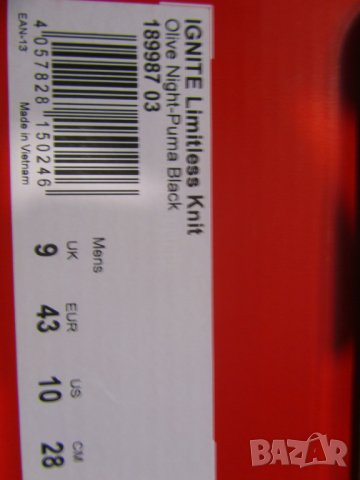 IGNITE Limitless Knit
Olive Night-Puma Black
189987 03
4 057828 150246
EAN-13
Made in Vietnam
Mens
UK EUR US CM
9 43 10 28
BAZAR